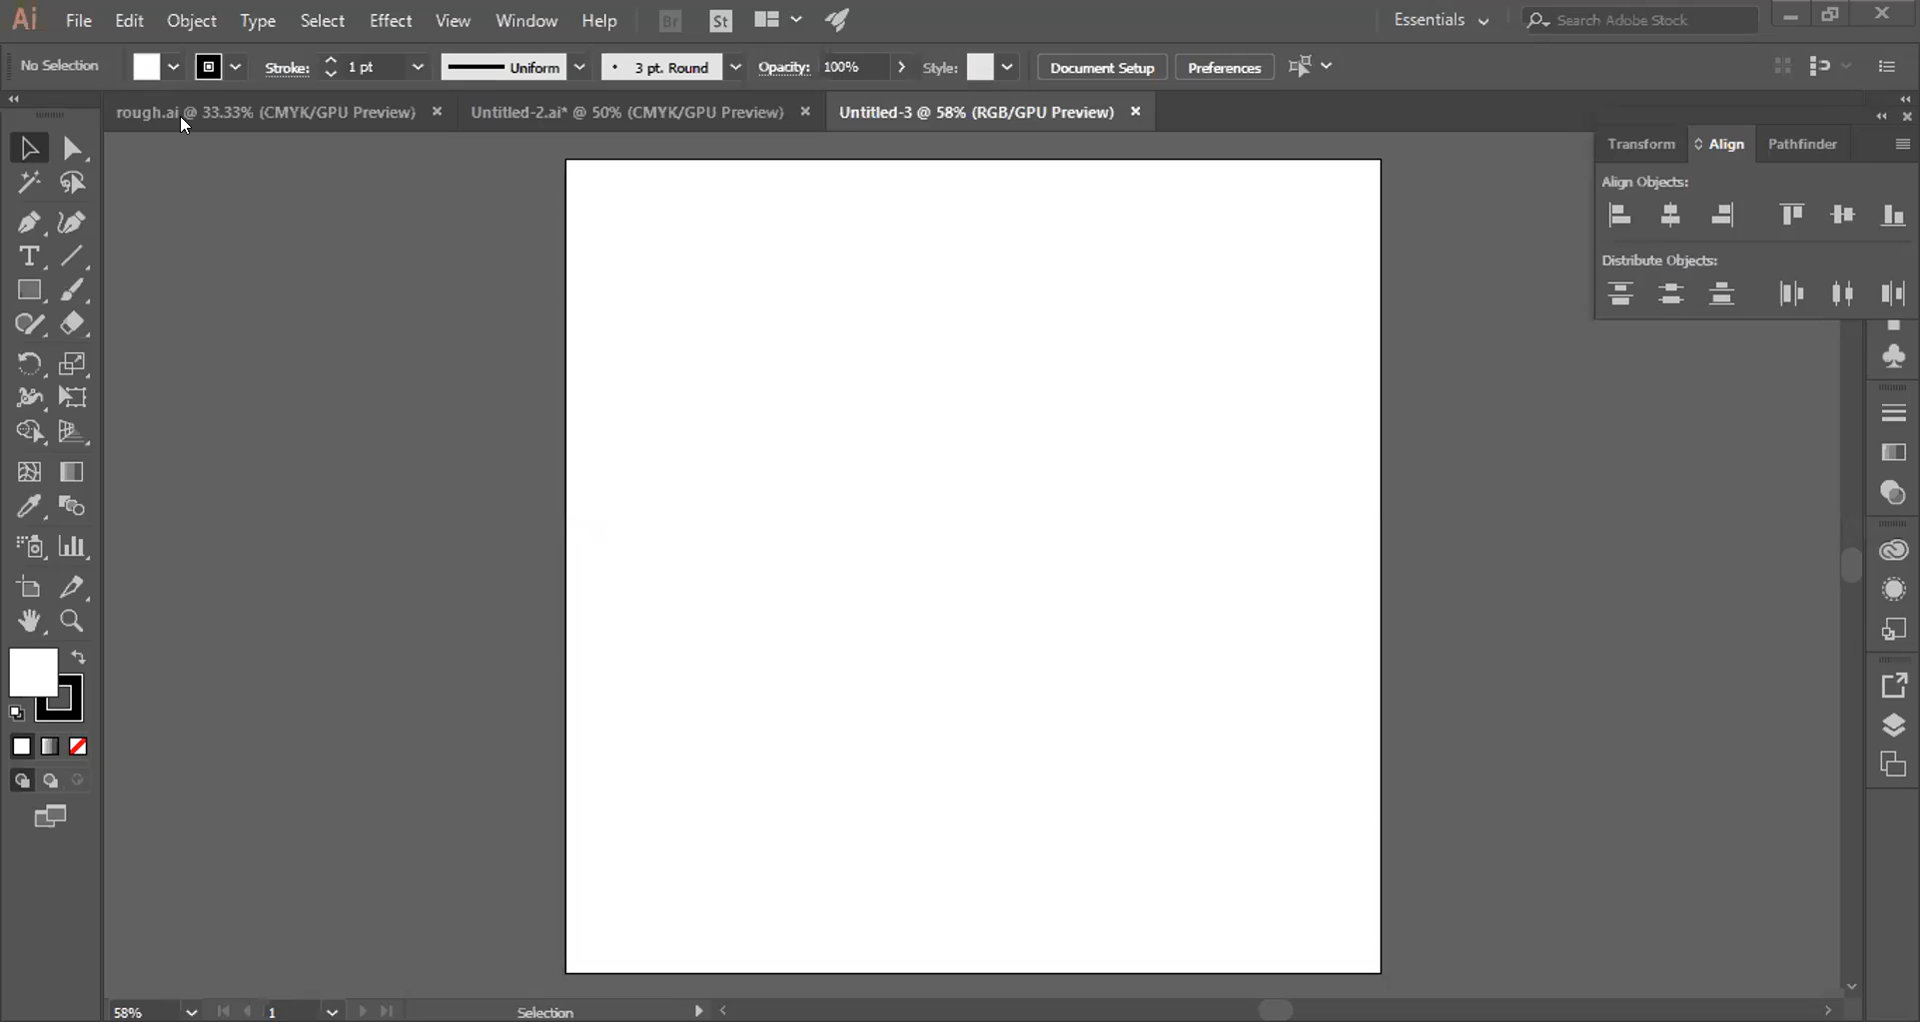 Ai File Edit Object Type Select Effect View Window Help Br St Essentials Search Adobe Stock
No Selection Stroke: 1 pt Uniform 3 pt. Round Opacity: 100% Style: Document Setup Preferences
rough.ai @ 33.33% (CMYK/GPU Preview) Untitled-2.ai* @ 50% (CMYK/GPU Preview) Untitled-3 @ 58% (RGB/GPU Preview)
Transform Align Pathfinder
Align Objects:
Distribute Objects:
T
58% 1 Selection